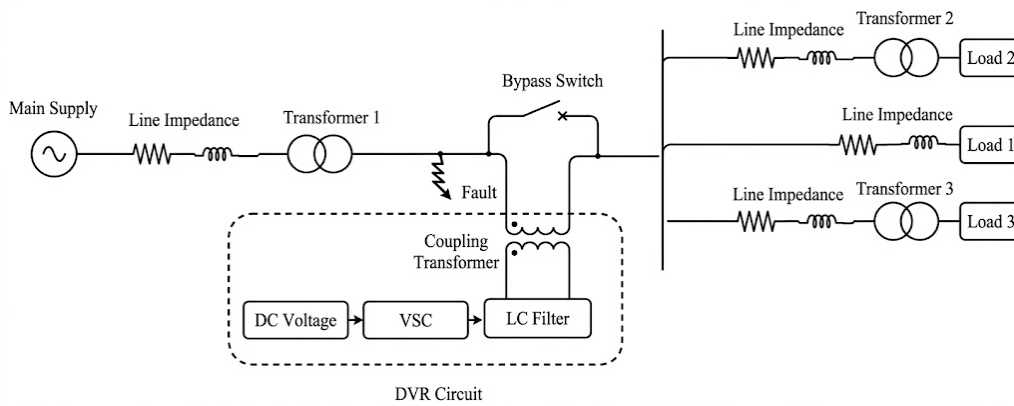 Transformer 2
Line Impedance
Load 2
Bypass Switch
Main Supply
Line Impedance
Transformer 1
Line Impedance
Load 1
Fault
Line Impedance
Transformer 3
Load 3
Coupling
Transformer
DC Voltage
VSC
LC Filter
DVR Circuit